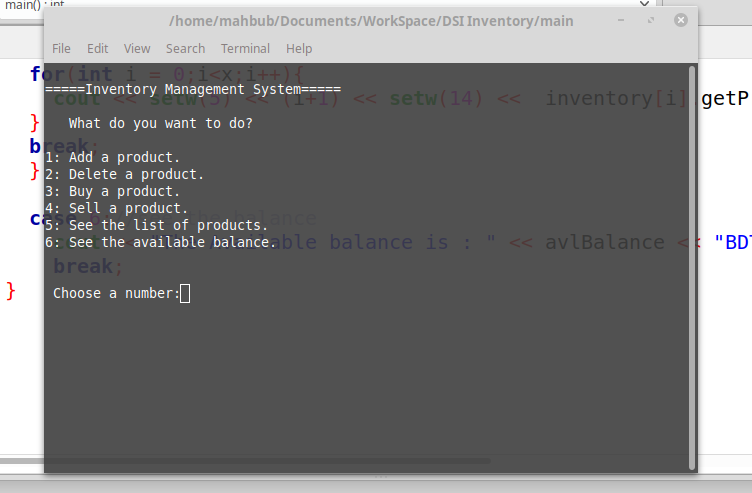 main() : int
/home/mahbub/Documents/WorkSpace/DSI Inventory/main
File Edit View Search Terminal Help
for(int i = 0;i<x;i++){
=====Inventory Management System=====
cout << setw(5) << (i+1) << setw(14) << inventory[i].getP
What do you want to do?
}
break;
1: Add a product.
}
2: Delete a product.
3: Buy a product.
4: Sell a product.
5: See the list of products.
6: See the available balance.
balance is : " << avlBalance << "BDT
break;
}
Choose a number: